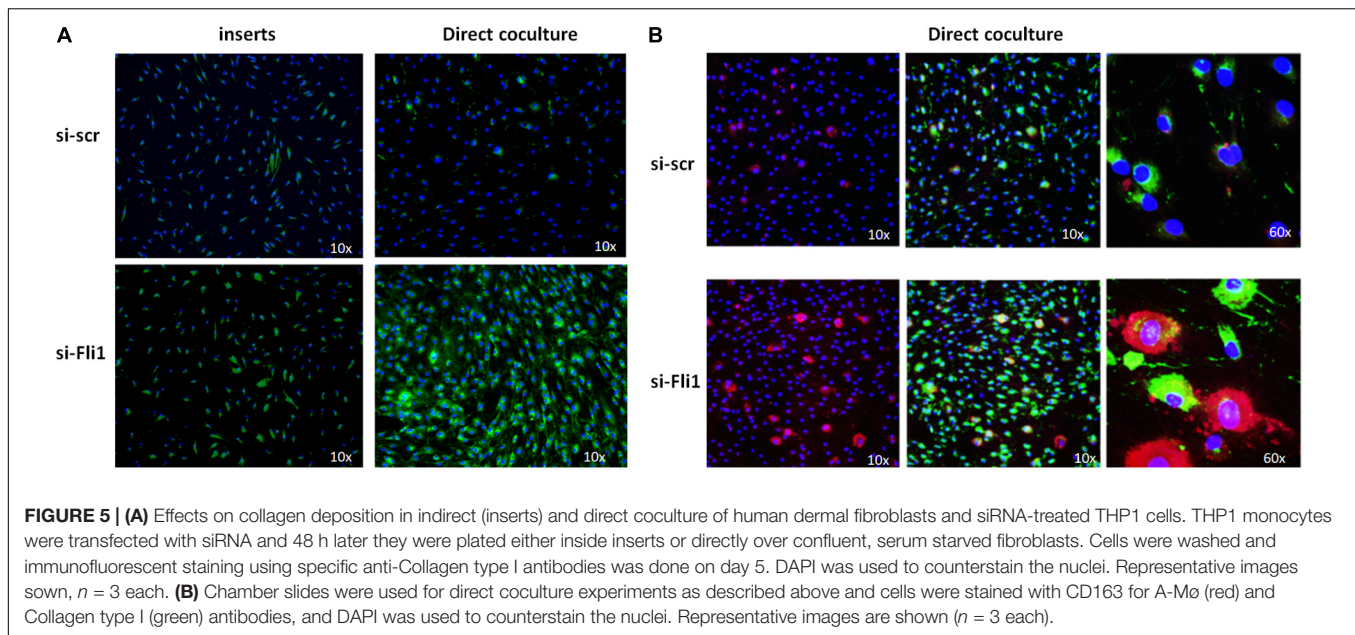 A
inserts
Direct coculture
B
Direct coculture
si-scr
10x
10x
si-scr
10x
10x
60x
si-Fli1
10x
10x
si-Fli1
10x
10x
60x
FIGURE 5 | (A) Effects on collagen deposition in indirect (inserts) and direct coculture of human dermal fibroblasts and siRNA-treated THP1 cells. THP1 monocytes
were transfected with siRNA and 48 h later they were plated either inside inserts or directly over confluent, serum starved fibroblasts. Cells were washed and
immunofluorescent staining using specific anti-Collagen type I antibodies was done on day 5. DAPI was used to counterstain the nuclei. Representative images
sown, n = 3 each. (B) Chamber slides were used for direct coculture experiments as described above and cells were stained with CD163 for A-Mø (red) and
Collagen type I (green) antibodies, and DAPI was used to counterstain the nuclei. Representative images are shown (n = 3 each).